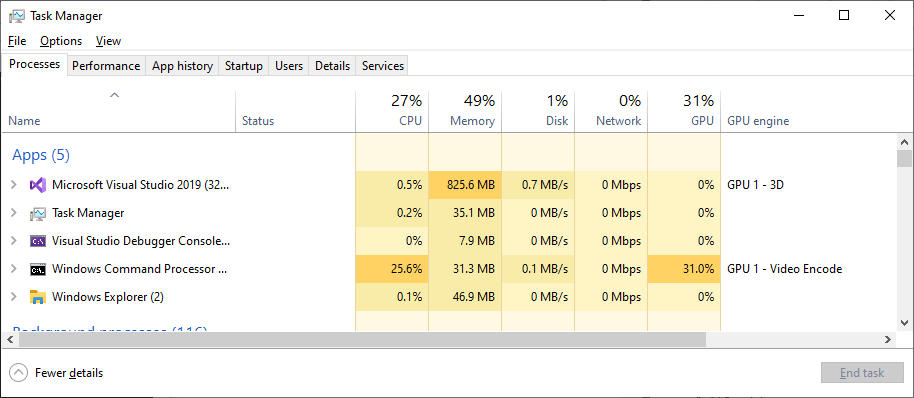 Task Manager
File Options View
Processes Performance App history Startup Users Details Services
27% 49% 1% 0% 31%
Name Status CPU Memory Disk Network GPU GPU engine
Apps (5)
Microsoft Visual Studio 2019 (32... 0.5% 825.6 MB 0.7 MB/s 0 Mbps 0% GPU 1 - 3D
Task Manager 0.2% 35.1 MB 0 MB/s 0 Mbps 0%
C:\ Visual Studio Debugger Console... 0% 7.9 MB 0 MB/s 0 Mbps 0%
C:\ Windows Command Processor ... 25.6% 31.3 MB 0.1 MB/s 0 Mbps 31.0% GPU 1 - Video Encode
Windows Explorer (2) 0.1% 46.9 MB 0 MB/s 0 Mbps 0%
Background processes (116)
Fewer details End task